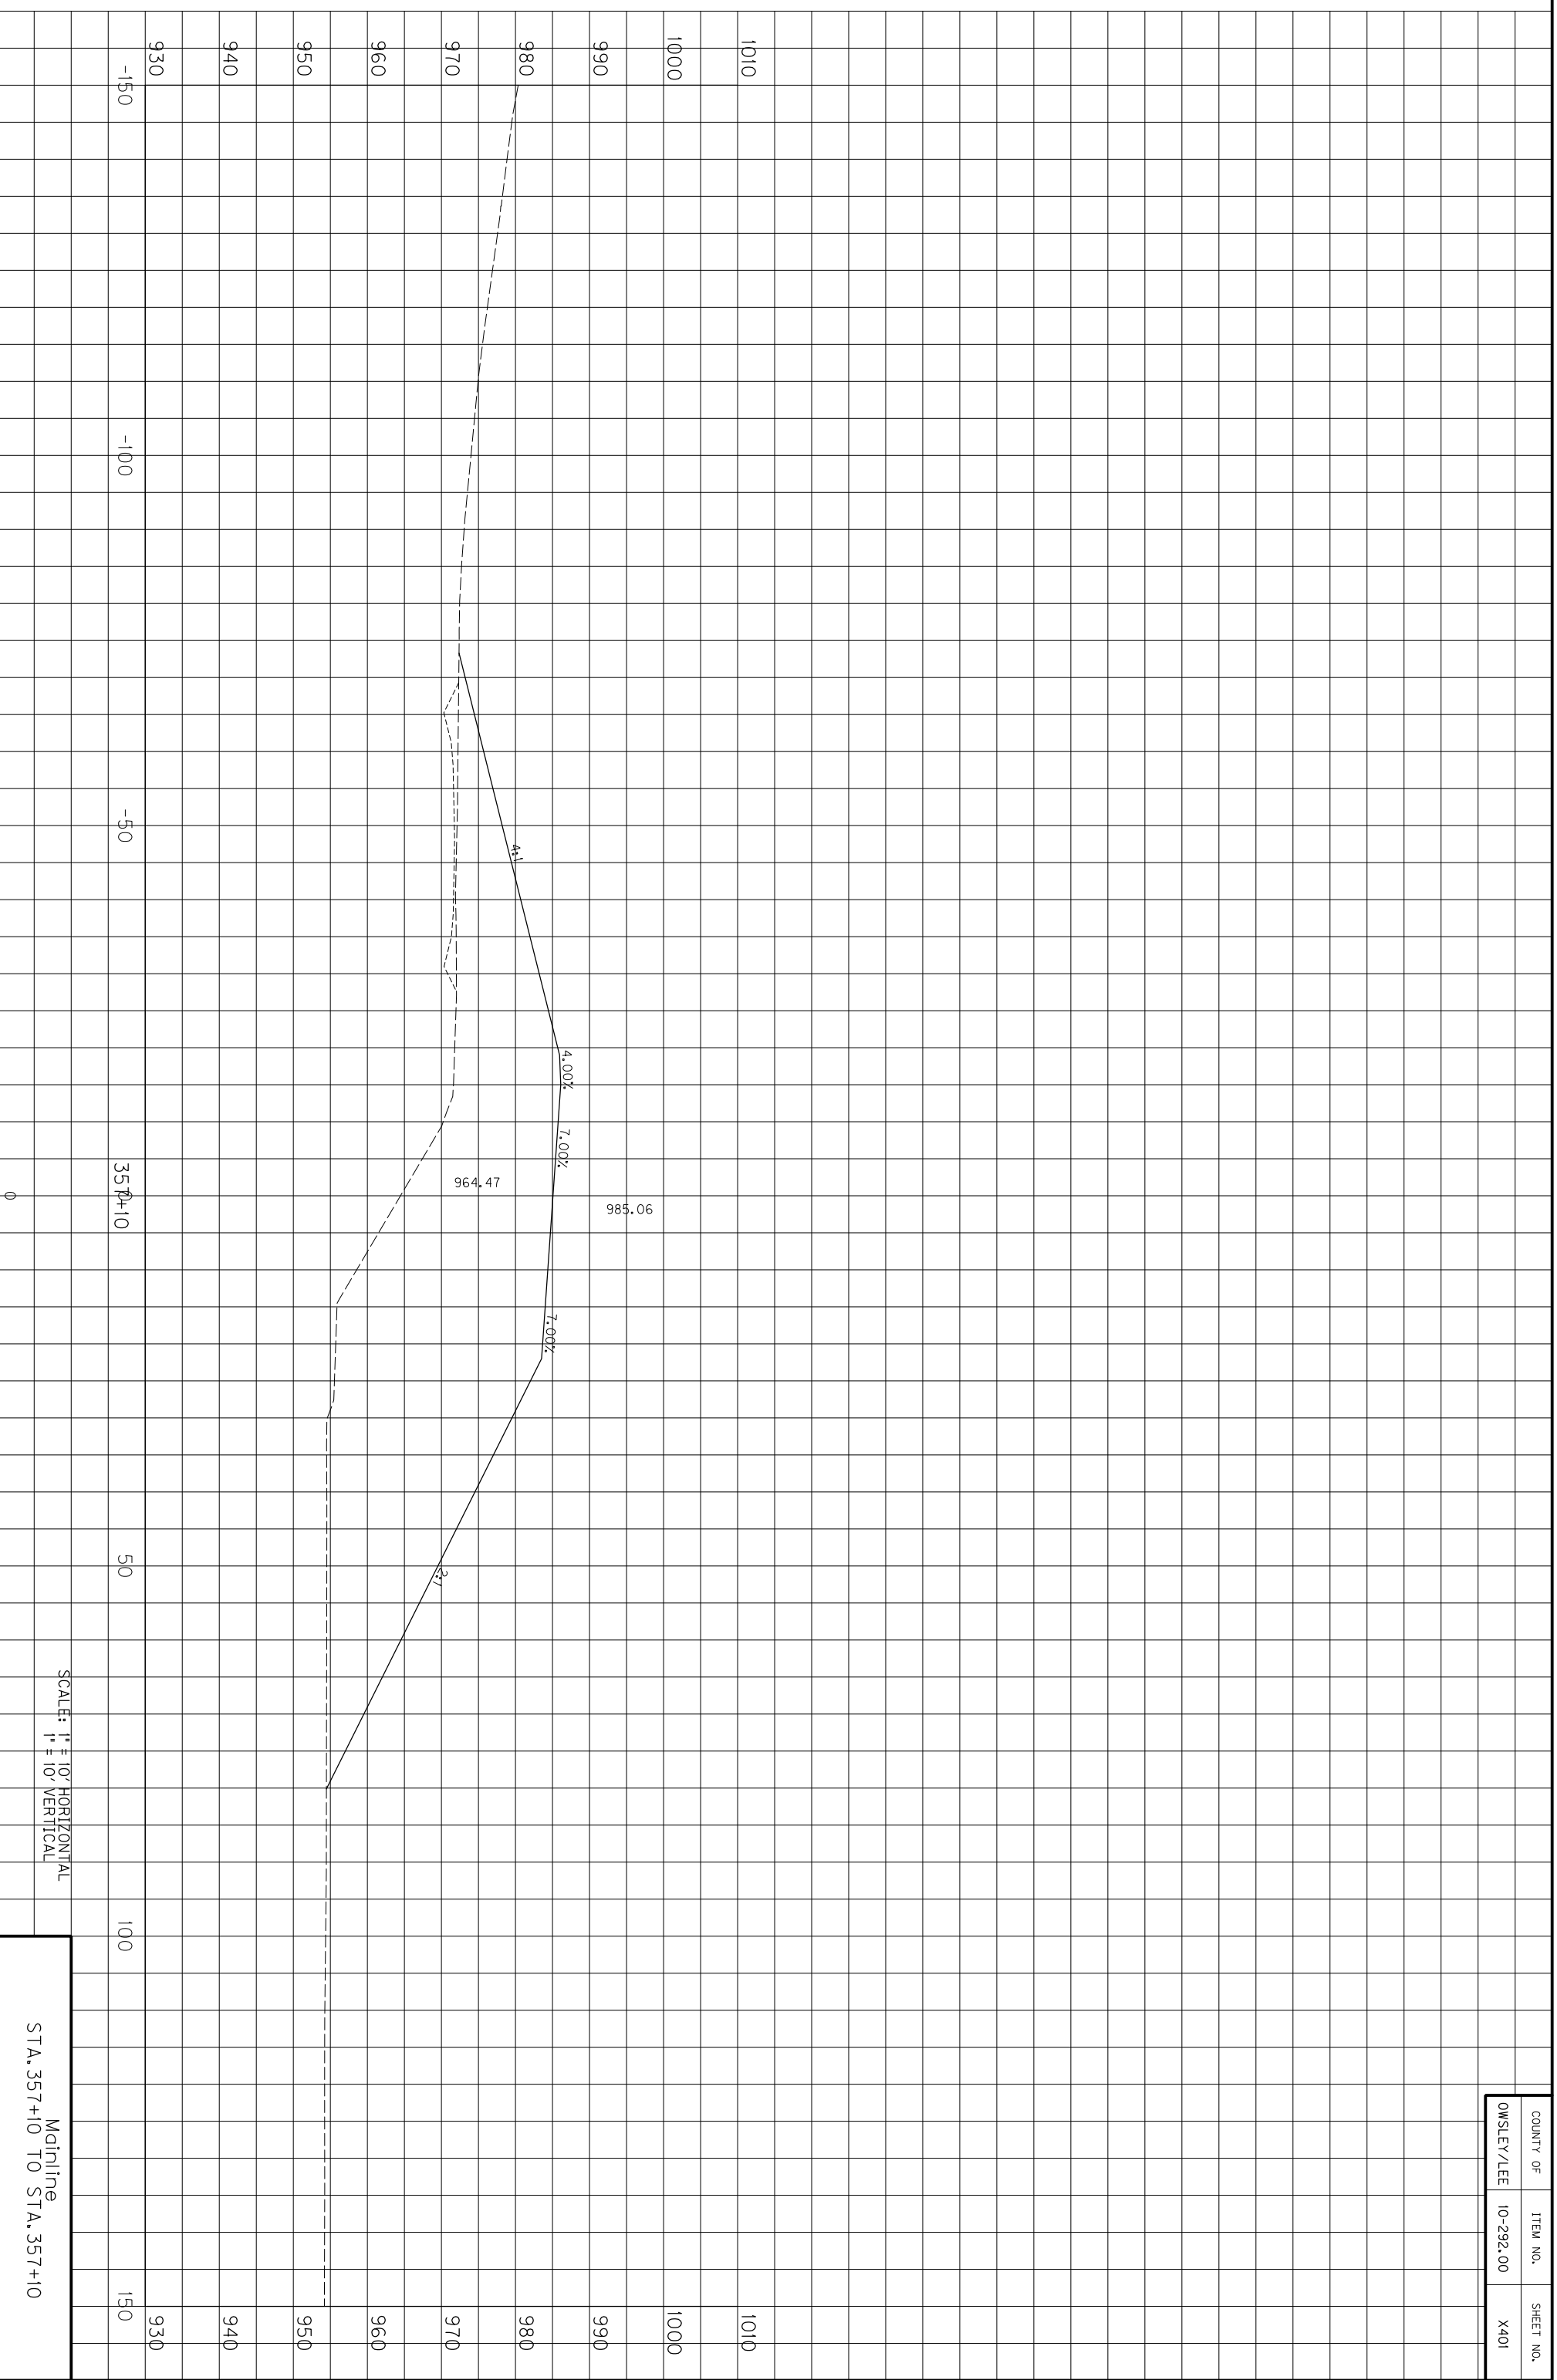 COUNTY OF ITEM NO. SHEET NO.
OWSLEY/LEE 10-292.00 X401
1010 1010
1000 1000
990 990
980 980
970 970
960 960
950 950
940 940
930 930
4:1
4.00%
7.00%
7.00%
2:1
985.06
964.47
-150 -100 -50 0 50 100 150
357+10
SCALE: 1" = 10' HORIZONTAL
1" = 10' VERTICAL
Mainline
STA. 357+10 TO STA. 357+10
0